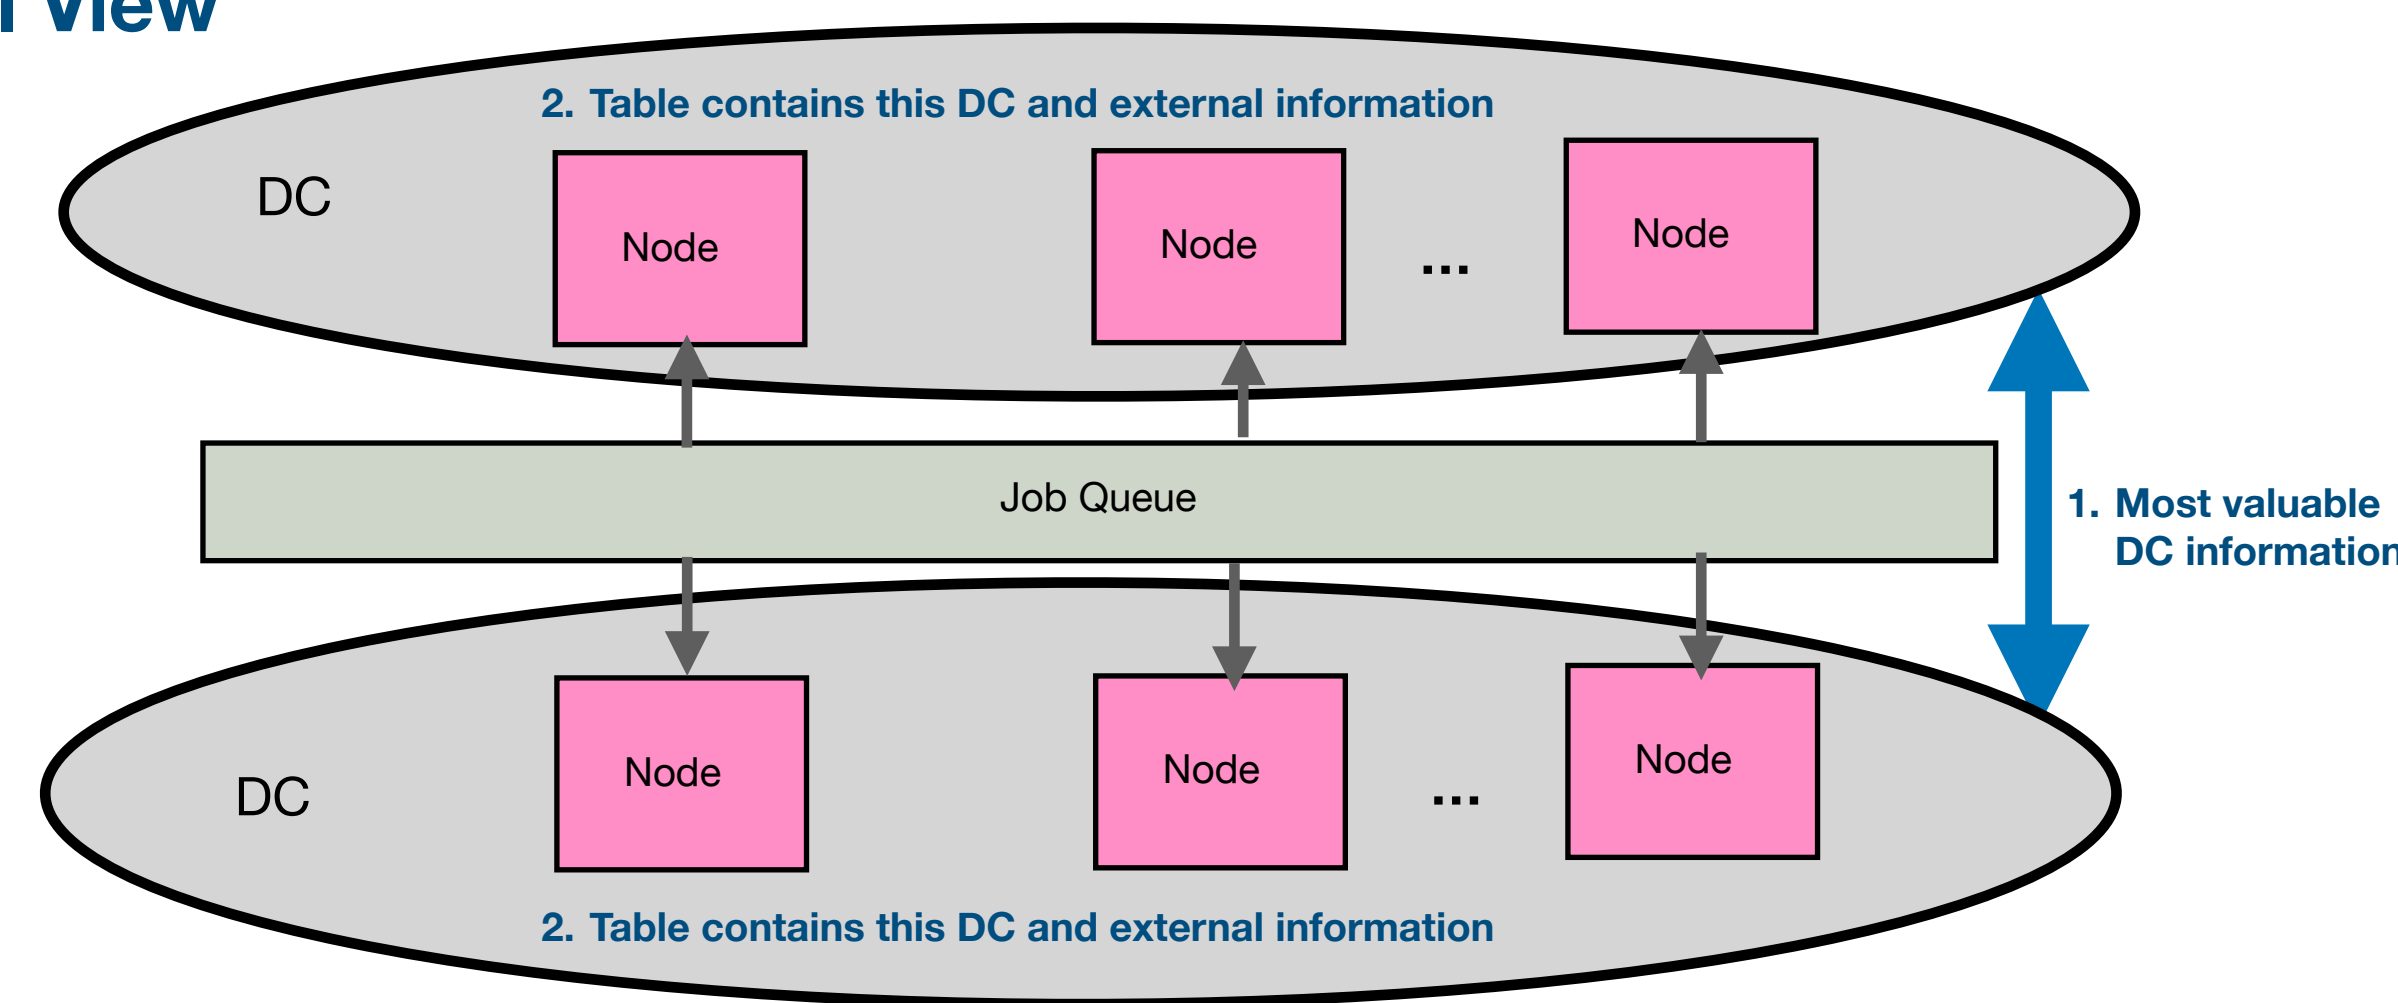 View
2. Table contains this DC and external information
DC
Node
Node
...
Node
Job Queue
1. Most valuable
DC information
Node
Node
...
Node
DC
2. Table contains this DC and external information